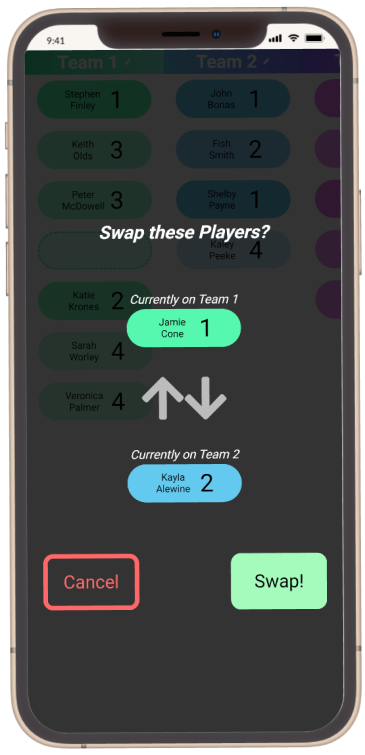 9:41
Team 1
Team 2
Stephen
Finley
1
John
Bonas
1
Keith
Olds
3
Fish
Smith
2
Peter
McDowell
3
Shelby
Payne
1
Swap these Players?
Kaley
Peeke
4
Katie
Krones
2
Currently on Team 1
Jamie
Cone
1
Sarah
Worley
4
Veronica
Palmer
4
Currently on Team 2
Kayla
Alewine
2
Cancel
Swap!